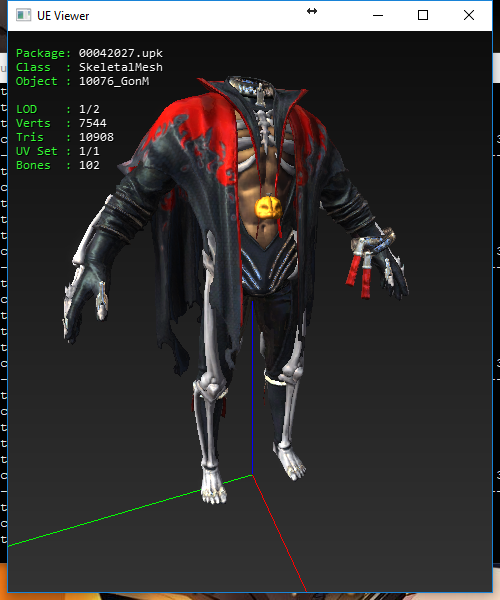 UE Viewer
Package: 00042027.upk
Class : SkeletalMesh
Object : 10076_GonM
LOD : 1/2
Verts : 7544
Tris : 10908
UV Set : 1/1
Bones : 102